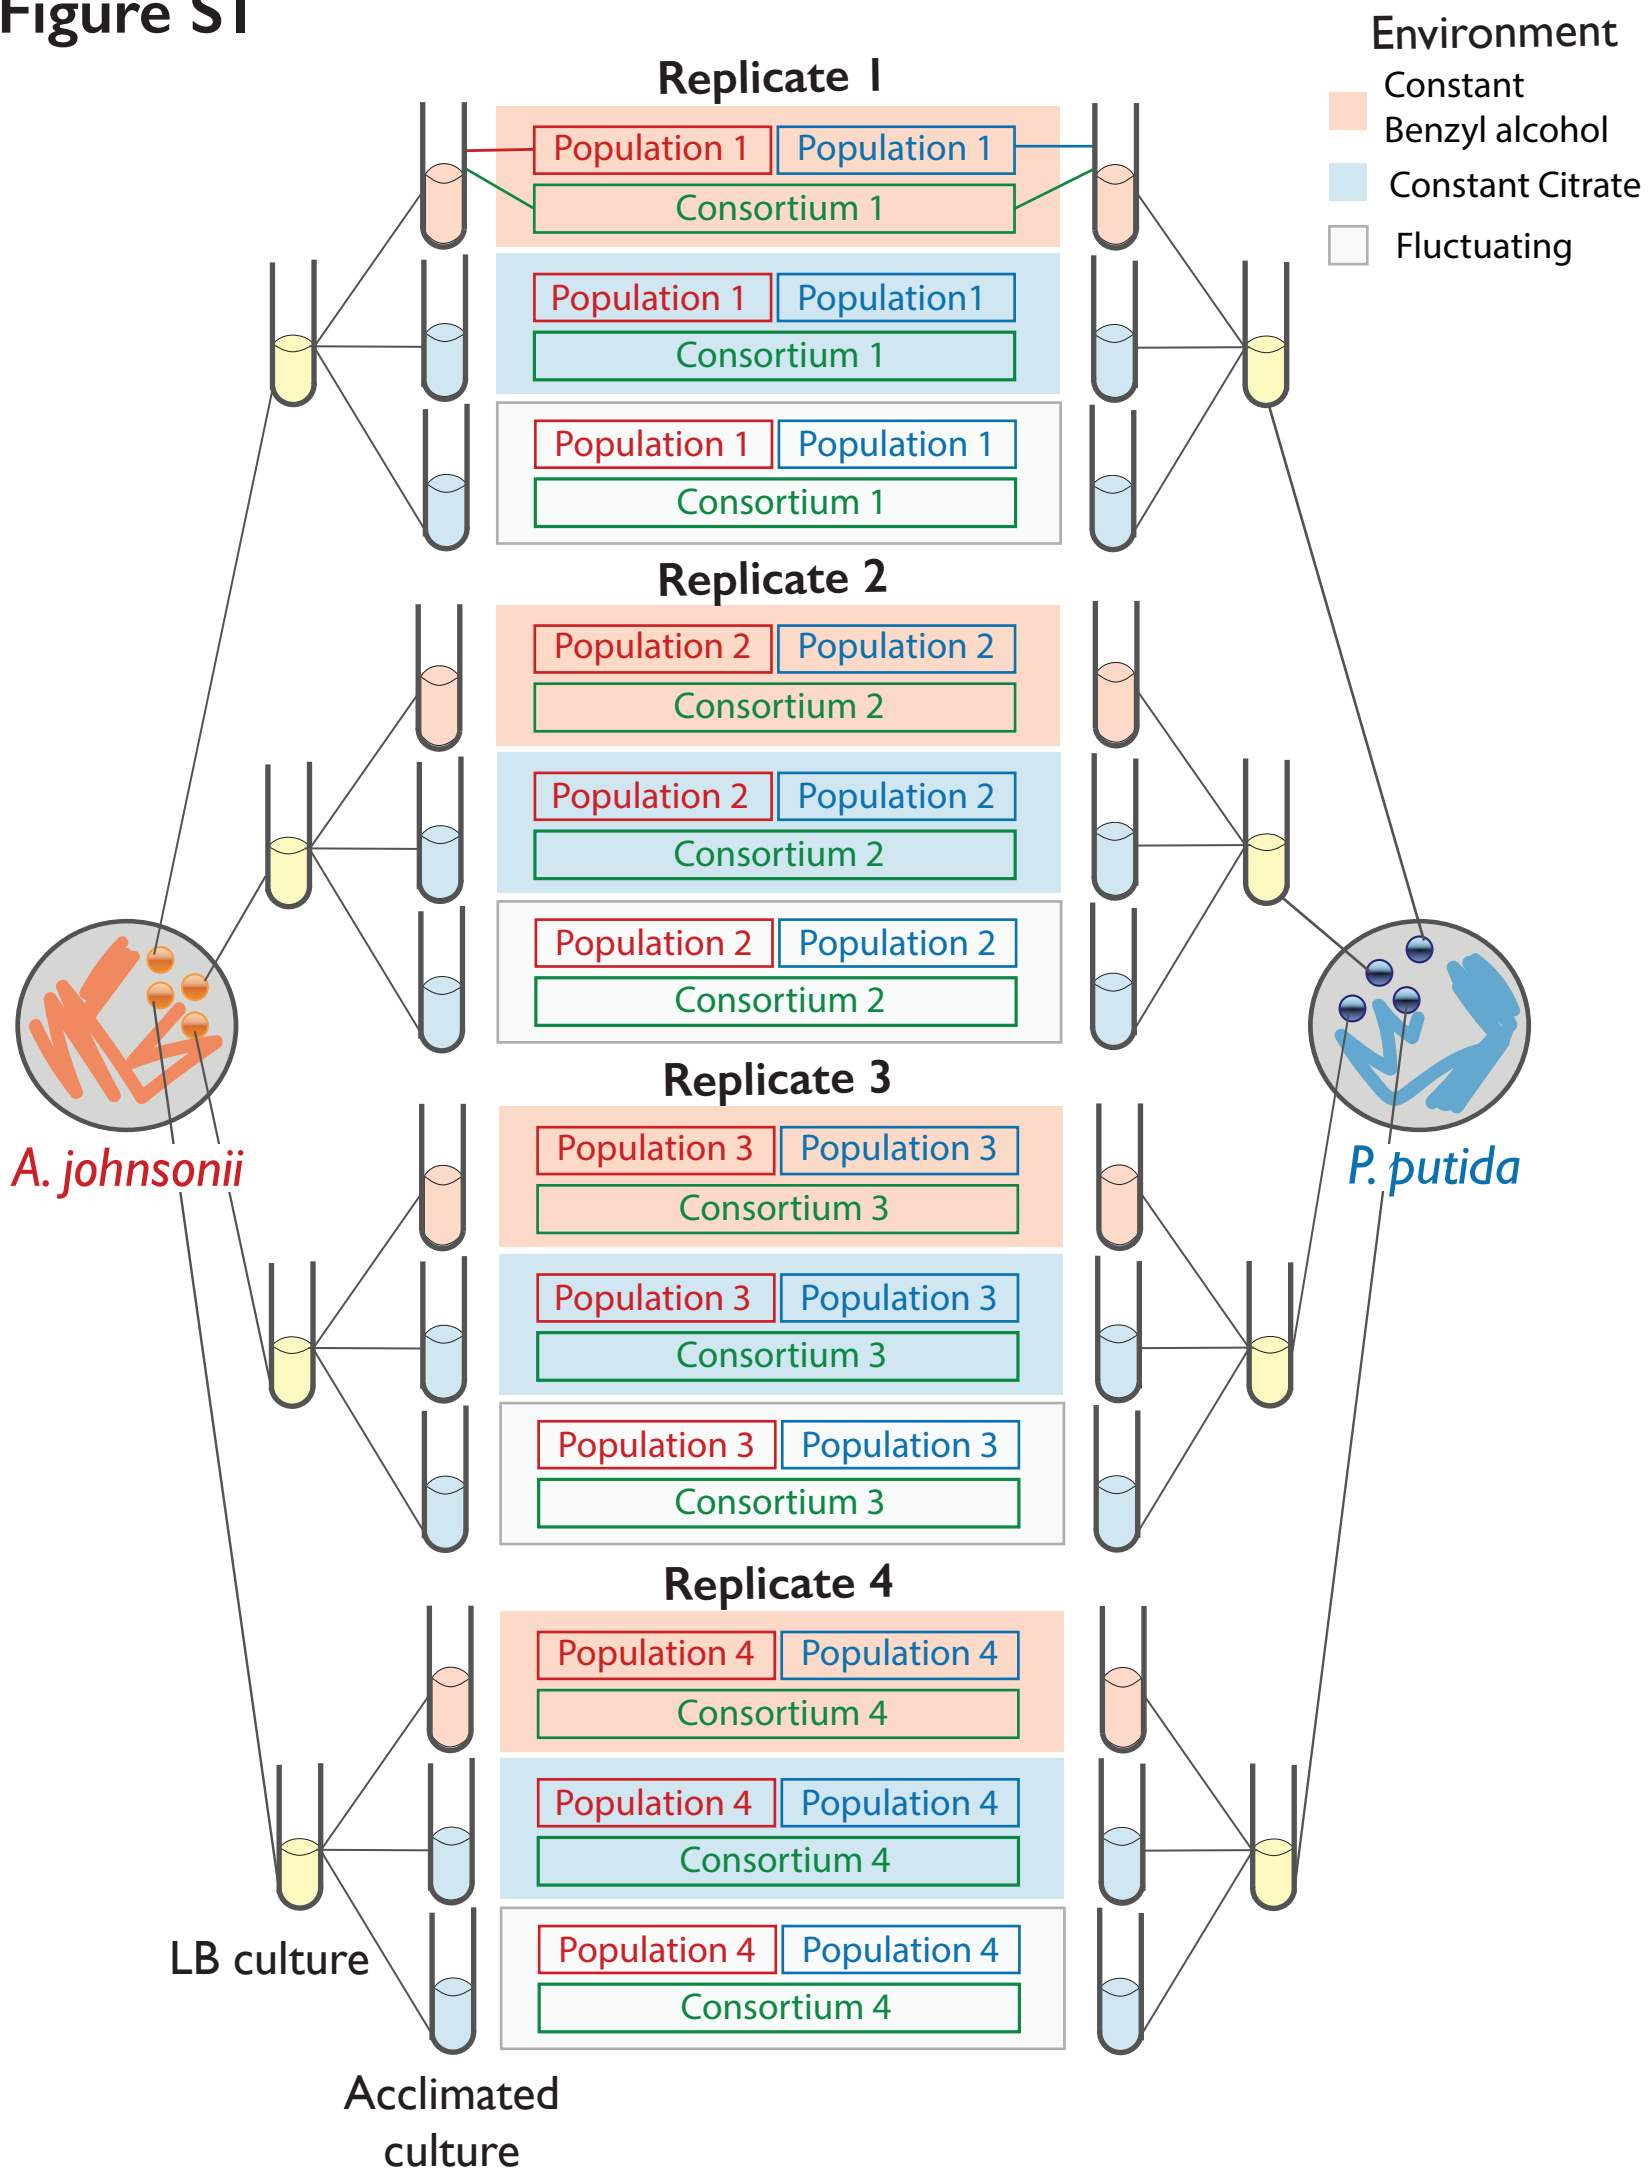 Figure S1
Environment
Constant
Benzyl alcohol
Constant Citrate
Fluctuating
Replicate 1
Population 1 Population 1
Consortium 1
Population 1 Population1
Consortium 1
Population 1 Population 1
Consortium 1
Replicate 2
Population 2 Population 2
Consortium 2
Population 2 Population 2
Consortium 2
Population 2 Population 2
Consortium 2
A. johnsonii
P. putida
Replicate 3
Population 3 Population 3
Consortium 3
Population 3 Population 3
Consortium 3
Population 3 Population 3
Consortium 3
Replicate 4
Population 4 Population 4
Consortium 4
Population 4 Population 4
Consortium 4
Population 4 Population 4
Consortium 4
LB culture
Acclimated
culture